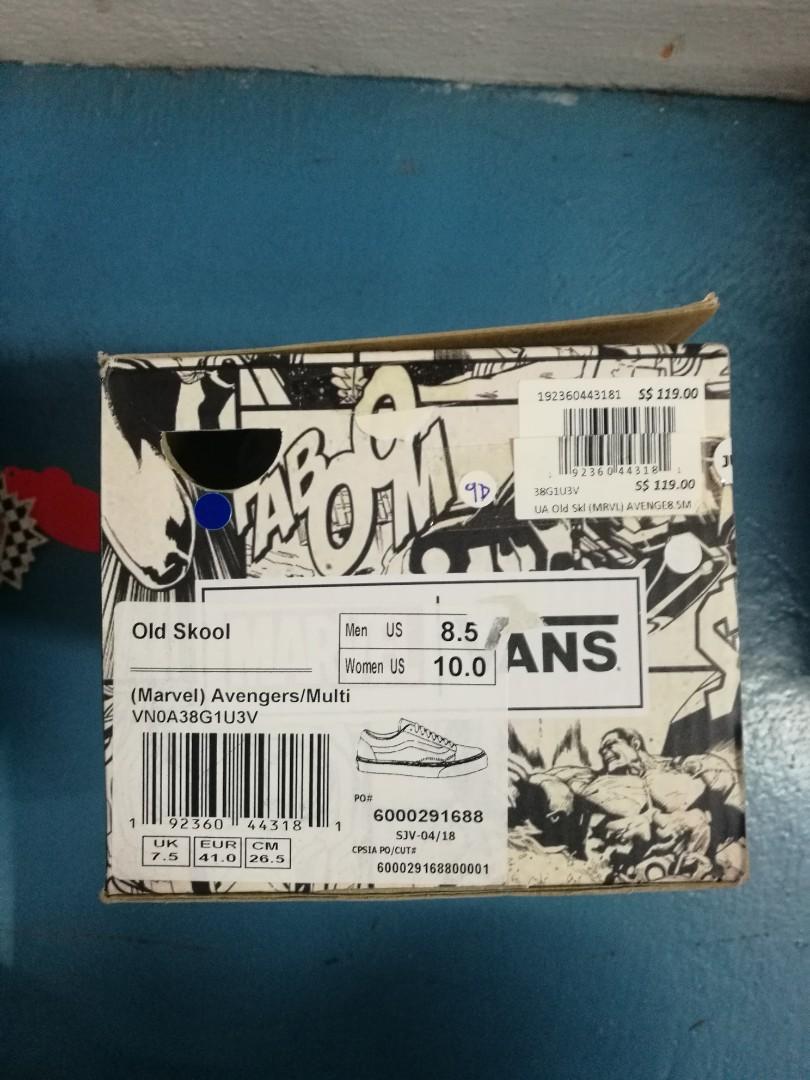 192360443181 S$ 119.00
1 92360 44318 1
S$ 119.00
38G1U3V
UA Old Skl (MRVL) AVENGE8.5M
FABOOM
9D
ANS
Old Skool
Men US 8.5
Women US 10.0
(Marvel) Avengers/Multi
VN0A38G1U3V
1 92360 44318 1
UK 7.5
EUR 41.0
CM 26.5
PO#
6000291688
SJV-04/18
CPSIA PO/CUT#
600029168800001